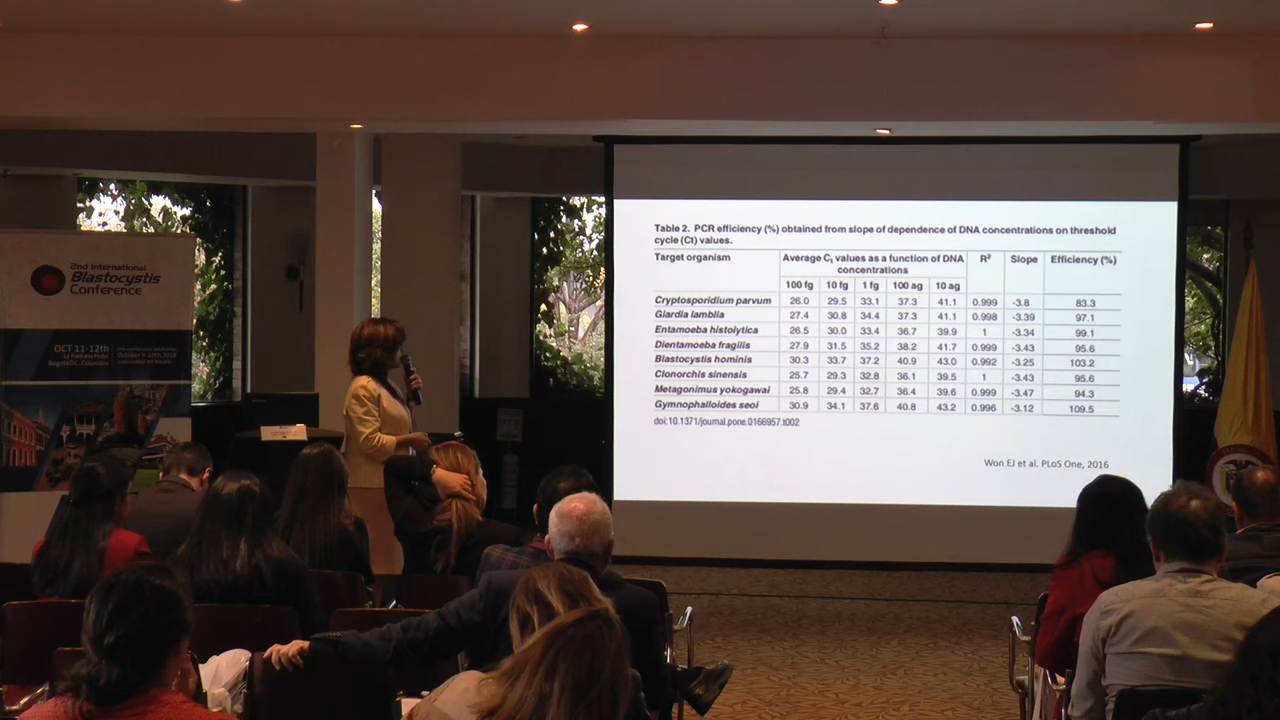 2nd International
Blastocystis
Conference
OCT 11-12th
Table 2. PCR efficiency (%) obtained from slope of dependence of DNA concentrations on threshold
cycle (Ct) values.
Target organism Average Ct values as a function of DNA concentrations R² Slope Efficiency (%)
100 fg 10 fg 1 fg 100 ag 10 ag
Cryptosporidium parvum 26.0 29.5 33.1 37.3 41.1 0.999 -3.8 83.3
Giardia lamblia 27.4 30.8 34.4 37.3 41.1 0.998 -3.39 97.1
Entamoeba histolytica 26.5 30.0 33.4 36.7 39.9 1 -3.34 99.1
Dientamoeba fragilis 27.9 31.5 35.2 38.2 41.7 0.999 -3.43 95.6
Blastocystis hominis 30.3 33.7 37.2 40.9 43.0 0.992 -3.25 103.2
Clonorchis sinensis 25.7 29.3 32.8 36.1 39.5 1 -3.43 95.6
Metagonimus yokogawai 25.8 29.4 32.7 36.4 39.6 0.999 -3.47 94.3
Gymnophalloides seoi 30.9 34.1 37.6 40.8 43.2 0.996 -3.12 109.5
doi:10.1371/journal.pone.0166957.t002
Won EJ et al. PLoS One, 2016